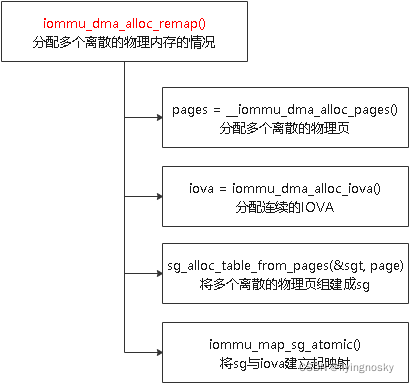 iommu_dma_alloc_remap()
分配多个离散的物理内存的情况
pages = __iommu_dma_alloc_pages()
分配多个离散的物理页
iova = iommu_dma_alloc_iova()
分配连续的IOVA
sg_alloc_table_from_pages(&sgt, page)
将多个离散的物理页组建成sg
iommu_map_sg_atomic()
将sg与iova建立起映射